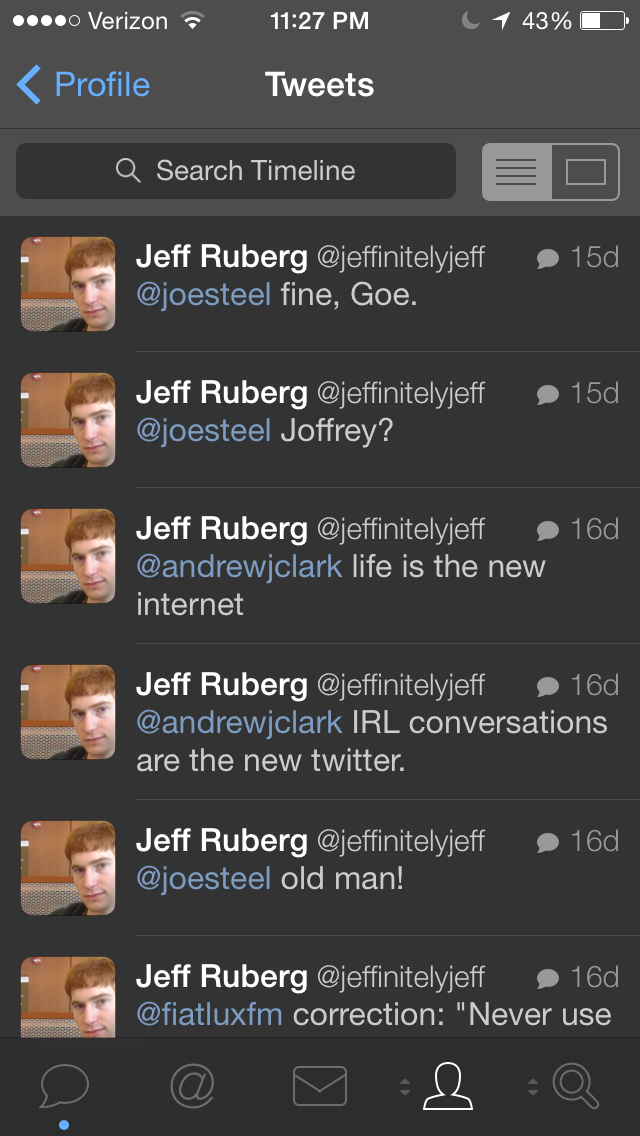 Verizon 11:27 PM 43%
Profile Tweets
Search Timeline
Jeff Ruberg @jeffinitelyjeff 15d
@joesteel fine, Goe.
Jeff Ruberg @jeffinitelyjeff 15d
@joesteel Joffrey?
Jeff Ruberg @jeffinitelyjeff 16d
@andrewjclark life is the new
internet
Jeff Ruberg @jeffinitelyjeff 16d
@andrewjclark IRL conversations
are the new twitter.
Jeff Ruberg @jeffinitelyjeff 16d
@joesteel old man!
Jeff Ruberg @jeffinitelyjeff 16d
@fiatluxfm correction: "Never use
@